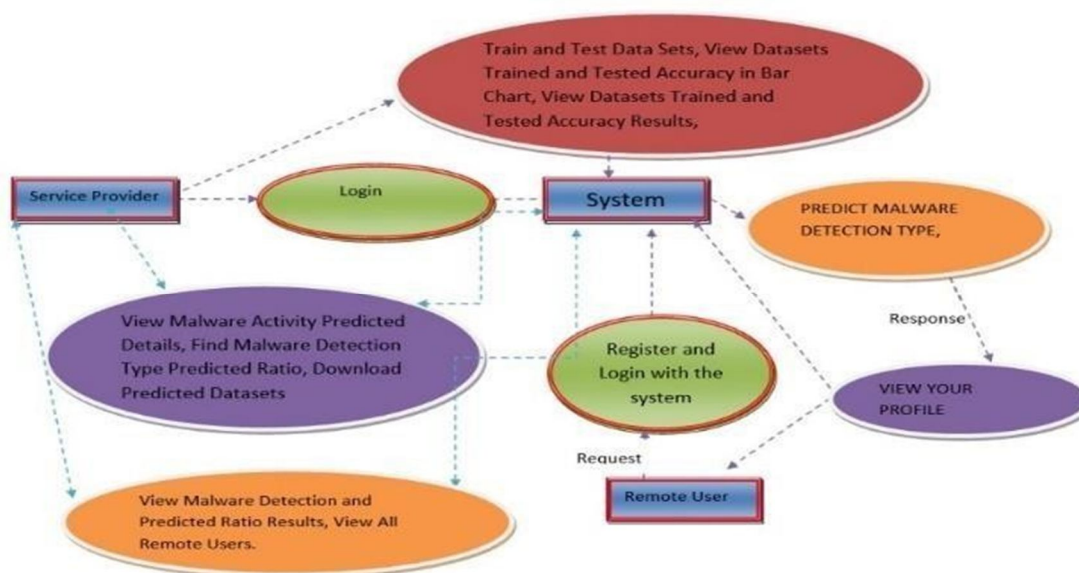 Train and Test Data Sets, View Datasets
Trained and Tested Accuracy in Bar
Chart, View Datasets Trained and
Tested Accuracy Results,
Service Provider
Login
System
PREDICT MALWARE
DETECTION TYPE,
View Malware Activity Predicted
Details, Find Malware Detection
Type Predicted Ratio, Download
Predicted Datasets
Register and
Login with the
system
Response
VIEW YOUR
PROFILE
Request
Remote User
View Malware Detection and
Predicted Ratio Results, View All
Remote Users.